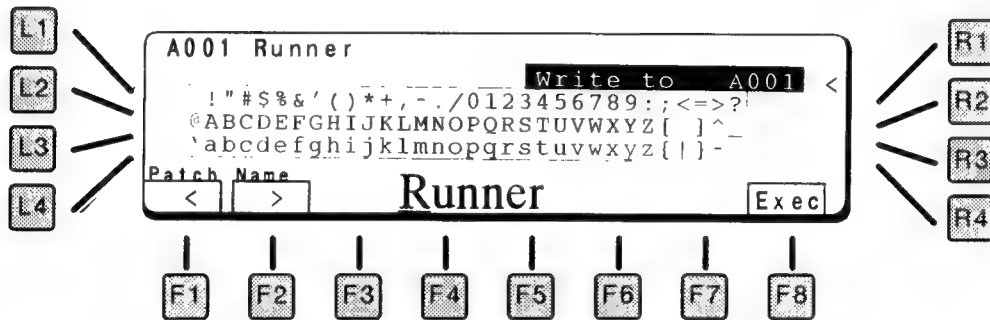 L1
L2
L3
L4
A001 Runner
Write to A001 <
!"#$%&'()*+,-./0123456789:;<=>?
@ABCDEFGHIJKLMNOPQRSTUVWXYZ[ ]^_
`abcdefghijklmnopqrstuvwxyz{|}-
Patch Name
< > Runner Exec
R1
R2
R3
R4
F1 F2 F3 F4 F5 F6 F7 F8